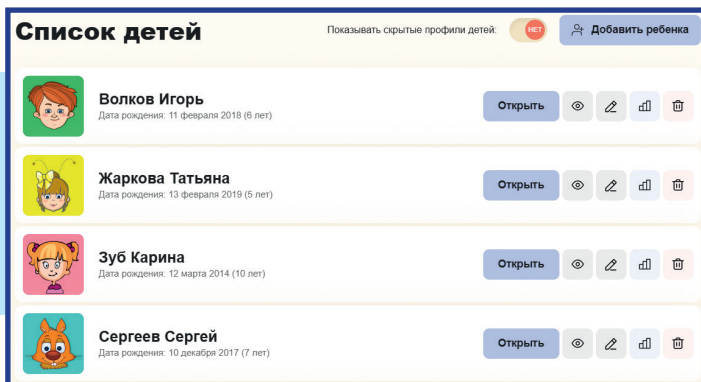 Список детей
Показывать скрытые профили детей: НЕТ
Добавить ребенка
Волков Игорь
Дата рождения: 11 февраля 2018 (6 лет)
Открыть
Жаркова Татьяна
Дата рождения: 13 февраля 2019 (5 лет)
Открыть
Зуб Карина
Дата рождения: 12 марта 2014 (10 лет)
Открыть
Сергеев Сергей
Дата рождения: 10 декабря 2017 (7 лет)
Открыть